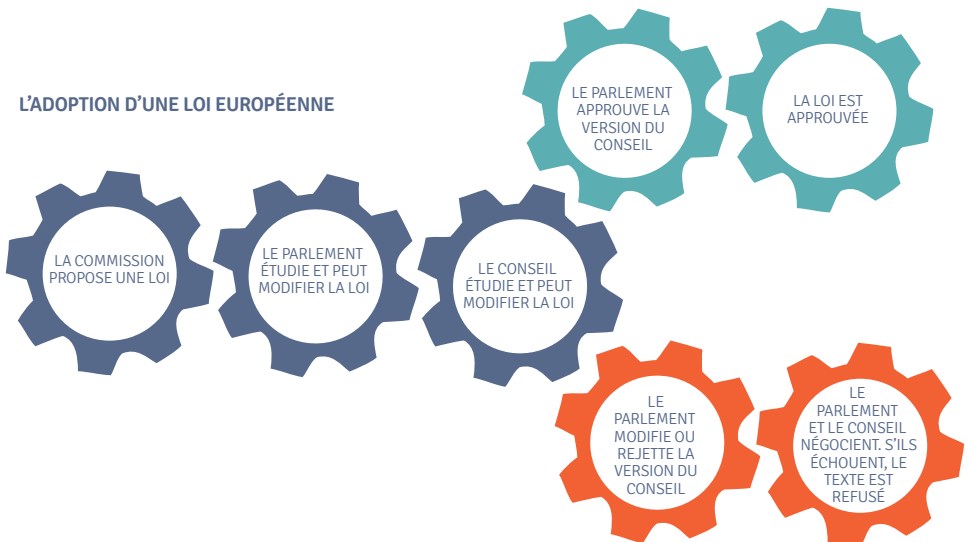 L'ADOPTION D'UNE LOI EUROPÉENNE
LA COMMISSION
PROPOSE UNE LOI
LE PARLEMENT
ÉTUDIE ET PEUT
MODIFIER LA LOI
LE CONSEIL
ÉTUDIE ET PEUT
MODIFIER LA LOI
LE PARLEMENT
APPROUVE LA
VERSION DU
CONSEIL
LA LOI EST
APPROUVÉE
LE
PARLEMENT
MODIFIE OU
REJETTE LA
VERSION DU
CONSEIL
LE
PARLEMENT
ET LE CONSEIL
NÉGOCIENT. S'ILS
ÉCHOUENT, LE
TEXTE EST
REFUSÉ